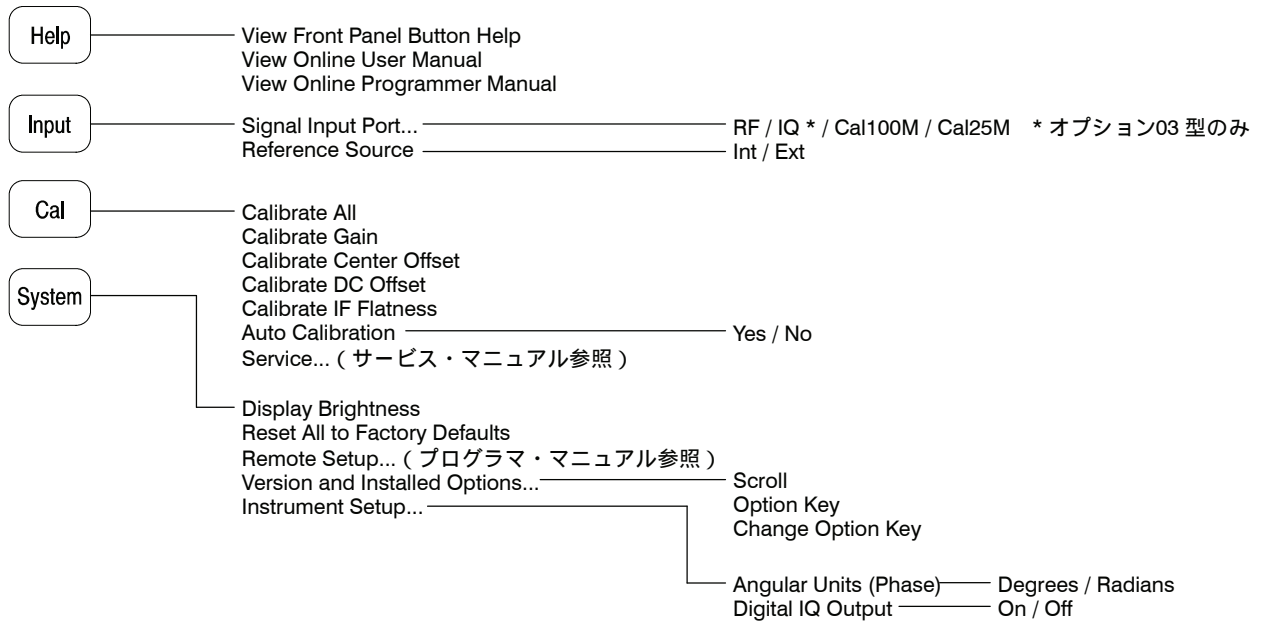 Help
View Front Panel Button Help
View Online User Manual
View Online Programmer Manual
Input
Signal Input Port... RF / IQ * / Cal100M / Cal25M * オプション03 型のみ
Reference Source Int / Ext
Cal
Calibrate All
Calibrate Gain
Calibrate Center Offset
Calibrate DC Offset
Calibrate IF Flatness
Auto Calibration Yes / No
Service... ( サービス・マニュアル参照 )
System
Display Brightness
Reset All to Factory Defaults
Remote Setup... ( プログラマ・マニュアル参照 )
Version and Installed Options... Scroll
Option Key
Change Option Key
Instrument Setup...
Angular Units (Phase) Degrees / Radians
Digital IQ Output On / Off